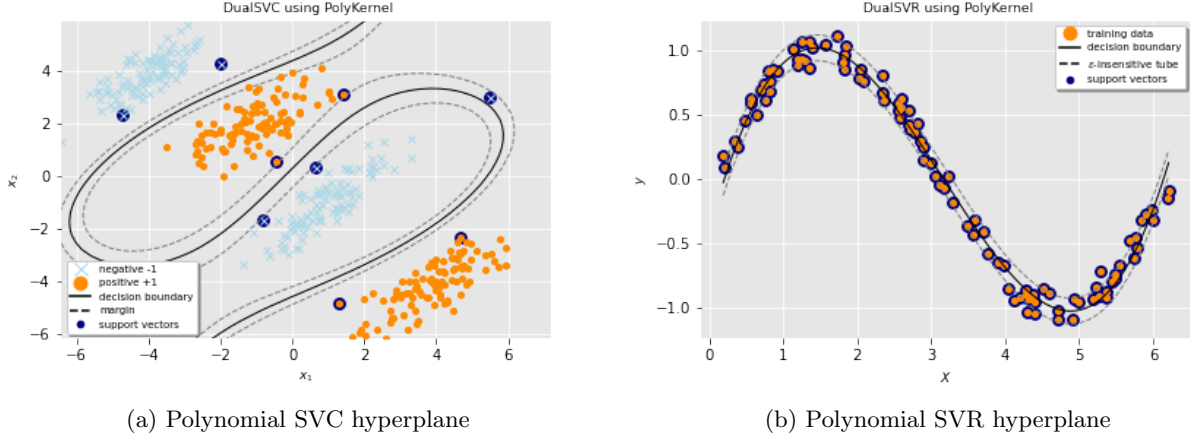 DualSVC using PolyKernel
x₂
4
2
0
−2
−4
−6
negative -1
positive +1
decision boundary
margin
support vectors
−6 −4 −2 0 2 4 6
x₁
(a) Polynomial SVC hyperplane
DualSVR using PolyKernel
y
1.0
0.5
0.0
−0.5
−1.0
training data
decision boundary
ε-insensitive tube
support vectors
0 1 2 3 4 5 6
X
(b) Polynomial SVR hyperplane